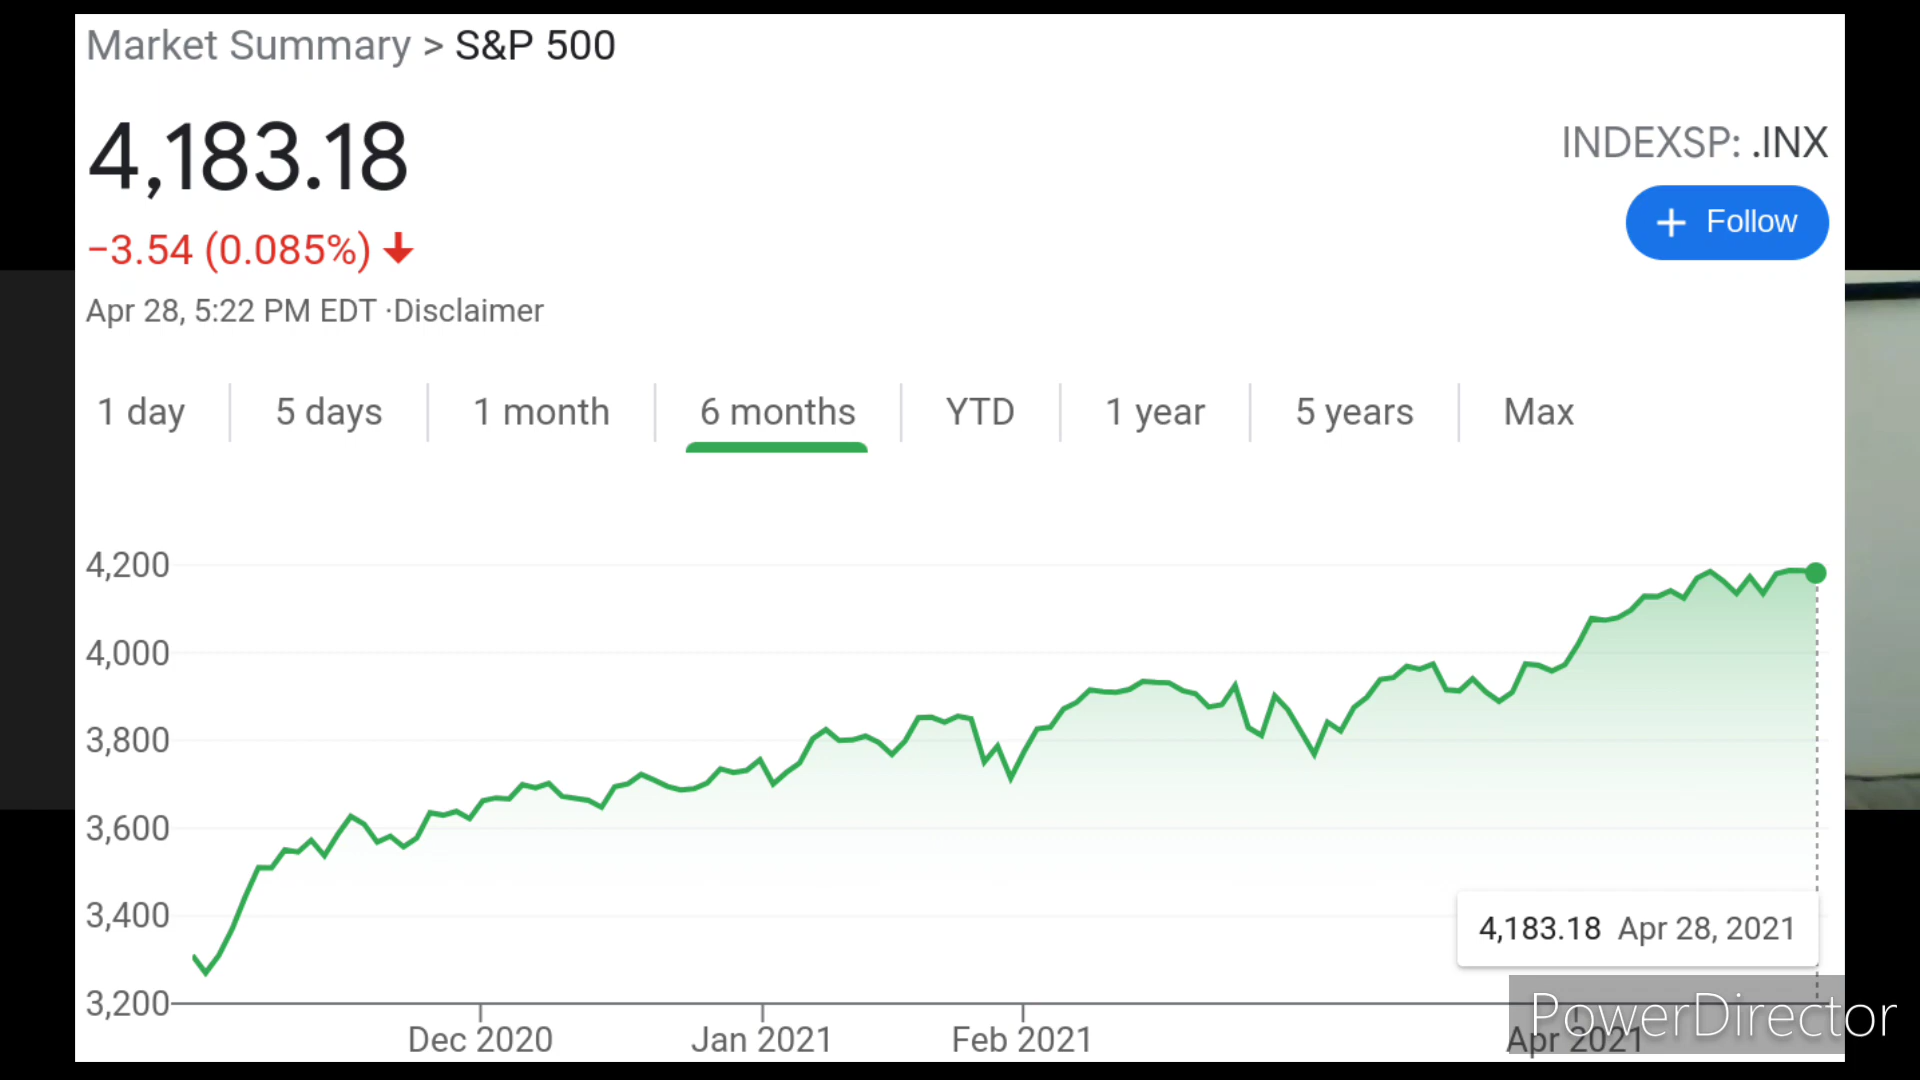 Market Summary > S&P 500
4,183.18
INDEXSP: .INX
−3.54 (0.085%)
+ Follow
Apr 28, 5:22 PM EDT ·Disclaimer
1 day 5 days 1 month 6 months YTD 1 year 5 years Max
4,200
4,000
3,800
3,600
3,400
4,183.18 Apr 28, 2021
3,200
PowerDirector
Dec 2020 Jan 2021 Feb 2021 Apr 2021